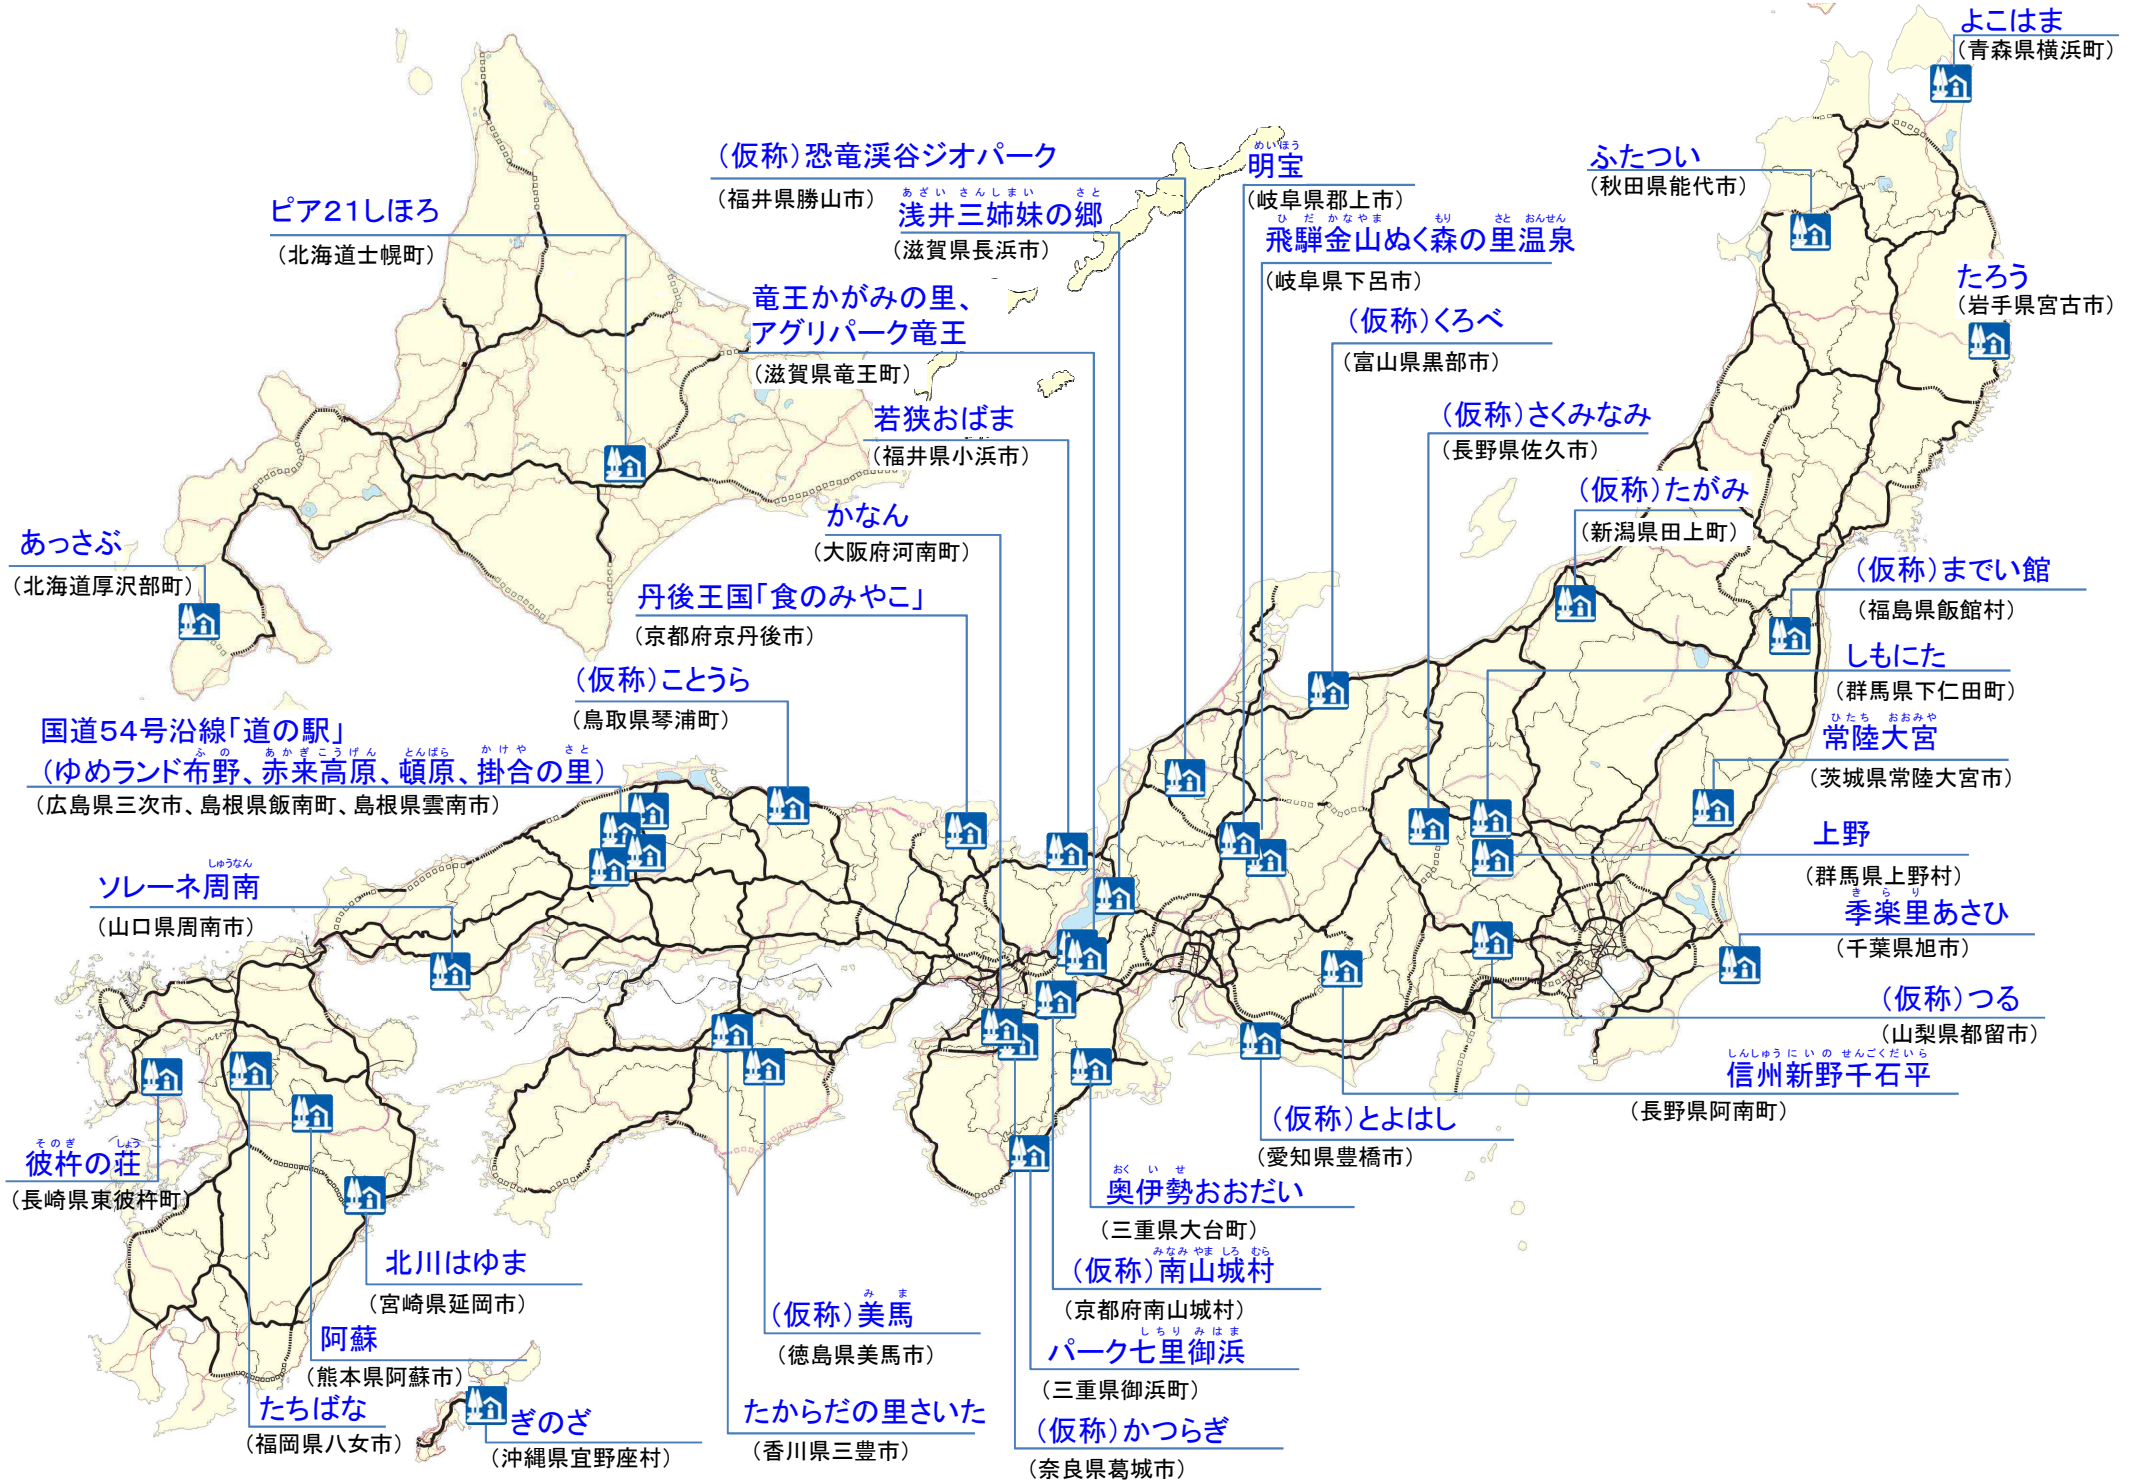 よこはま
(青森県横浜町)
(仮称)恐竜渓谷ジオパーク
(福井県勝山市)
めいほう
明宝
(岐阜県郡上市)
ふたつい
(秋田県能代市)
ピア21しほろ
(北海道士幌町)
あざい さんしまい さと
浅井三姉妹の郷
(滋賀県長浜市)
ひだかなやま もり さと おんせん
飛騨金山ぬく森の里温泉
(岐阜県下呂市)
たろう
(岩手県宮古市)
竜王かがみの里、
アグリパーク竜王
(滋賀県竜王町)
(仮称)くろべ
(富山県黒部市)
若狭おばま
(福井県小浜市)
(仮称)さくみなみ
(長野県佐久市)
(仮称)たがみ
(新潟県田上町)
かなん
(大阪府河南町)
あっさぶ
(北海道厚沢部町)
丹後王国「食のみやこ」
(京都府京丹後市)
(仮称)までい館
(福島県飯館村)
(仮称)ことうら
(鳥取県琴浦町)
しもにた
(群馬県下仁田町)
国道54号沿線「道の駅」
ふの あかぎこうげん とんばら かけや さと
(ゆめランド布野、赤来高原、頓原、掛合の里)
(広島県三次市、島根県飯南町、島根県雲南市)
ひたち おおみや
常陸大宮
(茨城県常陸大宮市)
上野
(群馬県上野村)
しゅうなん
ソレーネ周南
(山口県周南市)
きらり
季楽里あさひ
(千葉県旭市)
(仮称)つる
(山梨県都留市)
しんしゅうにいの せんごくだいら
信州新野千石平
(長野県阿南町)
(仮称)とよはし
(愛知県豊橋市)
そのぎ しょう
彼杵の荘
(長崎県東彼杵町)
おくいせ
奥伊勢おおだい
(三重県大台町)
北川はゆま
(宮崎県延岡市)
みなみやましろ むら
(仮称)南山城村
(京都府南山城村)
みま
(仮称)美馬
(徳島県美馬市)
阿蘇
(熊本県阿蘇市)
しちりみはま
パーク七里御浜
(三重県御浜町)
たちばな
(福岡県八女市)
ぎのざ
(沖縄県宜野座村)
たからだの里さいた
(香川県三豊市)
(仮称)かつらぎ
(奈良県葛城市)